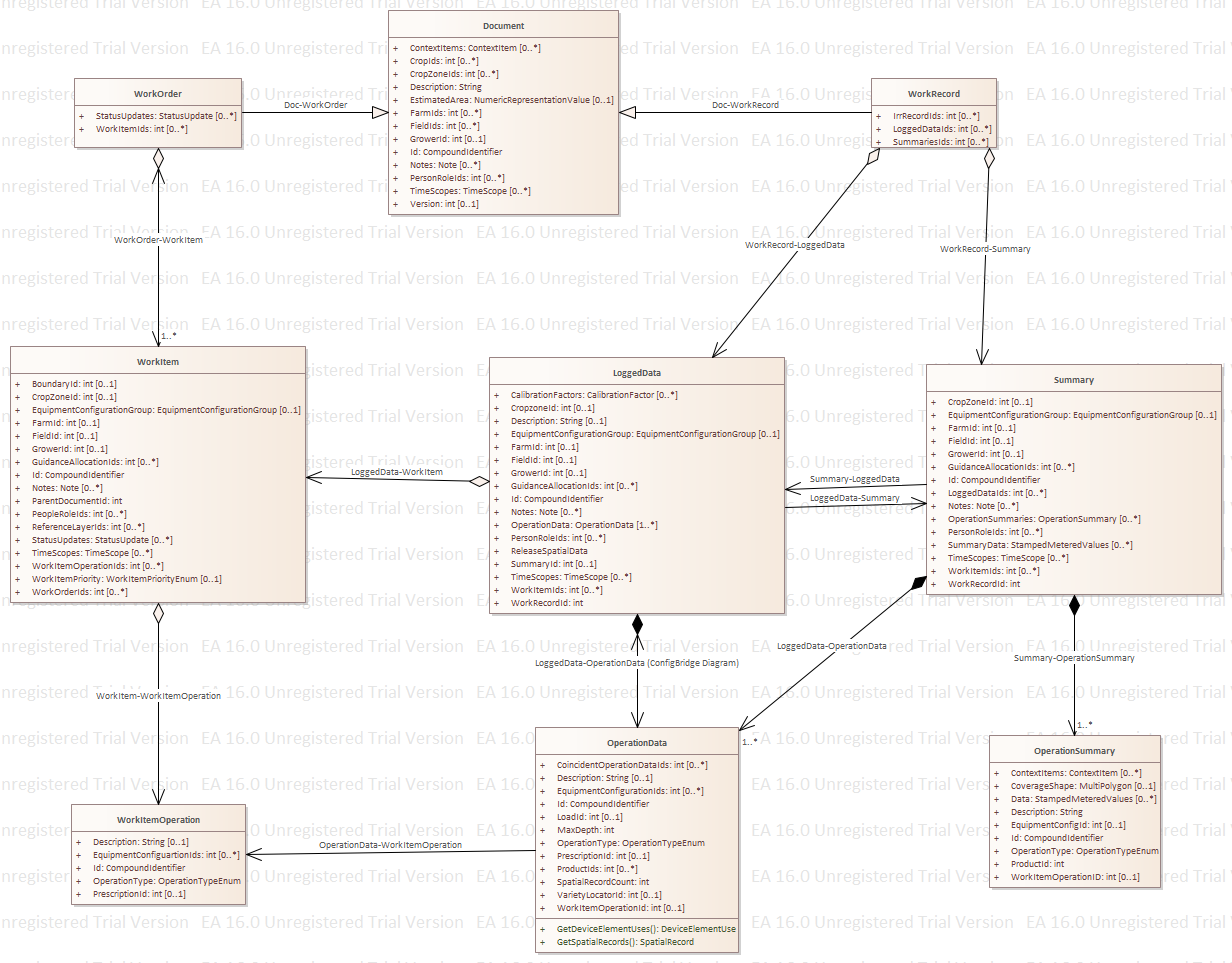 Document
+ ContextItems: ContextItem [0..*]
+ CropIds: int [0..*]
+ CropZoneIds: int [0..*]
+ Description: String
+ EstimatedArea: NumericRepresentationValue [0..1]
+ FarmIds: int [0..*]
+ FieldIds: int [0..*]
+ GrowerId: int [0..1]
+ Id: CompoundIdentifier
+ Notes: Note [0..*]
+ PersonRoleIds: int [0..*]
+ TimeScopes: TimeScope [0..*]
+ Version: int [0..1]
WorkOrder
+ StatusUpdates: StatusUpdate [0..*]
+ WorkItemIds: int [0..*]
Doc-WorkOrder
Doc-WorkRecord
WorkRecord
+ IrrRecordIds: int [0..*]
+ LoggedDataIds: int [0..*]
+ SummariesIds: int [0..*]
WorkOrder-WorkItem
1..*
WorkRecord-LoggedData
WorkRecord-Summary
WorkItem
+ BoundaryId: int [0..1]
+ CropZoneId: int [0..1]
+ EquipmentConfigurationGroup: EquipmentConfigurationGroup [0..1]
+ FarmId: int [0..1]
+ FieldId: int [0..1]
+ GrowerId: int [0..1]
+ GuidanceAllocationIds: int [0..*]
+ Id: CompoundIdentifier
+ Notes: Note [0..*]
+ ParentDocumentId: int
+ PeopleRoleIds: int [0..*]
+ ReferenceLayerIds: int [0..*]
+ StatusUpdates: StatusUpdate [0..*]
+ TimeScopes: TimeScope [0..*]
+ WorkItemOperationIds: int [0..*]
+ WorkItemPriority: WorkItemPriorityEnum [0..1]
+ WorkOrderIds: int [0..*]
LoggedData-WorkItem
LoggedData
+ CalibrationFactors: CalibrationFactor [0..*]
+ CropzoneId: int [0..1]
+ Description: String [0..1]
+ EquipmentConfigurationGroup: EquipmentConfigurationGroup [0..1]
+ FarmId: int [0..1]
+ FieldId: int [0..1]
+ GrowerId: int [0..1]
+ GuidanceAllocationIds: int [0..*]
+ Id: CompoundIdentifier
+ Notes: Note [0..*]
+ OperationData: OperationData [1..*]
+ PersonRoleIds: int [0..*]
+ ReleaseSpatialData
+ SummaryId: int [0..1]
+ TimeScopes: TimeScope [0..*]
+ WorkItemIds: int [0..*]
+ WorkRecordId: int
Summary-LoggedData
LoggedData-Summary
Summary
+ CropZoneId: int [0..1]
+ EquipmentConfigurationGroup: EquipmentConfigurationGroup [0..1]
+ FarmId: int [0..1]
+ FieldId: int [0..1]
+ GrowerId: int [0..1]
+ GuidanceAllocationIds: int [0..*]
+ Id: CompoundIdentifier
+ LoggedDataIds: int [0..*]
+ Notes: Note [0..*]
+ OperationSummaries: OperationSummary [0..*]
+ PersonRoleIds: int [0..*]
+ SummaryData: StampedMeteredValues [0..*]
+ TimeScopes: TimeScope [0..*]
+ WorkItemIds: int [0..*]
+ WorkRecordId: int
WorkItem-WorkItemOperation
LoggedData-OperationData (ConfigBridge Diagram)
LoggedData-OperationData
1..*
Summary-OperationSummary
1..*
WorkItemOperation
+ Description: String [0..1]
+ EquipmentConfiguartionIds: int [0..*]
+ Id: CompoundIdentifier
+ OperationType: OperationTypeEnum
+ PrescriptionId: int [0..1]
OperationData-WorkItemOperation
OperationData
+ CoincidentOperationDataIds: int [0..*]
+ Description: String [0..1]
+ EquipmentConfigurationIds: int [0..*]
+ Id: CompoundIdentifier
+ LoadId: int [0..1]
+ MaxDepth: int
+ OperationType: OperationTypeEnum
+ PrescriptionId: int [0..1]
+ ProductIds: int [0..*]
+ SpatialRecordCount: int
+ VarietyLocatorId: int [0..1]
+ WorkItemOperationId: int [0..1]
+ GetDeviceElementUses(): DeviceElementUse
+ GetSpatialRecords(): SpatialRecord
OperationSummary
+ ContextItems: ContextItem [0..*]
+ CoverageShape: MultiPolygon [0..1]
+ Data: StampedMeteredValues [0..*]
+ Description: String
+ EquipmentConfigId: int [0..1]
+ Id: CompoundIdentifier
+ OperationType: OperationTypeEnum
+ ProductId: int
+ WorkItemOperationID: int [0..1]
EA 16.0 Unregistered Trial Version